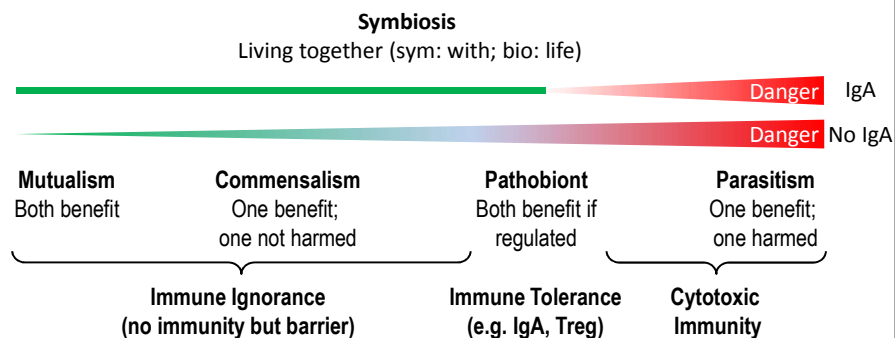 Symbiosis
Living together (sym: with; bio: life)
Danger IgA
Danger No IgA
Mutualism
Both benefit
Commensalism
One benefit;
one not harmed
Pathobiont
Both benefit if
regulated
Parasitism
One benefit;
one harmed
Immune Ignorance
(no immunity but barrier)
Immune Tolerance
(e.g. IgA, Treg)
Cytotoxic
Immunity